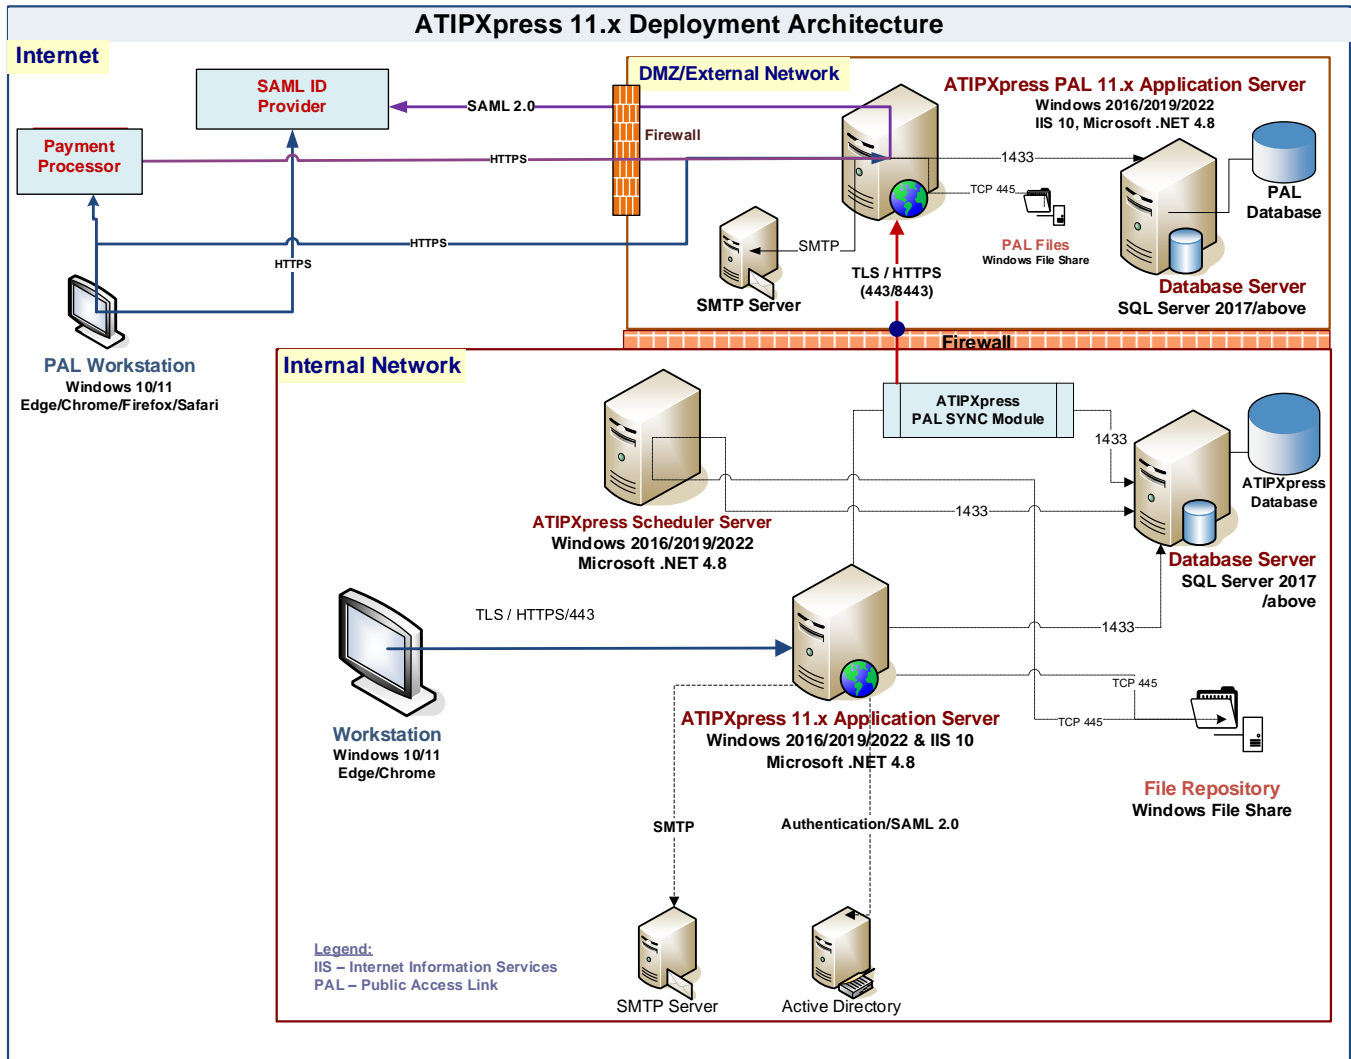 ATIPXpress 11.x Deployment Architecture
Internet
SAML ID
Provider
Payment
Processor
SAML 2.0
HTTPS
HTTPS
HTTPS
PAL Workstation
Windows 10/11
Edge/Chrome/Firefox/Safari
DMZ/External Network
Firewall
ATIPXpress PAL 11.x Application Server
Windows 2016/2019/2022
IIS 10, Microsoft .NET 4.8
1433
TCP 445
PAL
Database
PAL Files
Windows File Share
SMTP
SMTP Server
TLS / HTTPS
(443/8443)
Database Server
SQL Server 2017/above
Firewall
Internal Network
ATIPXpress
PAL SYNC Module
1433
ATIPXpress
Database
1433
ATIPXpress Scheduler Server
Windows 2016/2019/2022
Microsoft .NET 4.8
Database Server
SQL Server 2017
/above
TLS / HTTPS/443
1433
TCP 445
TCP 445
Workstation
Windows 10/11
Edge/Chrome
ATIPXpress 11.x Application Server
Windows 2016/2019/2022 & IIS 10
Microsoft .NET 4.8
File Repository
Windows File Share
SMTP
Authentication/SAML 2.0
Legend:
IIS – Internet Information Services
PAL – Public Access Link
SMTP Server
Active Directory